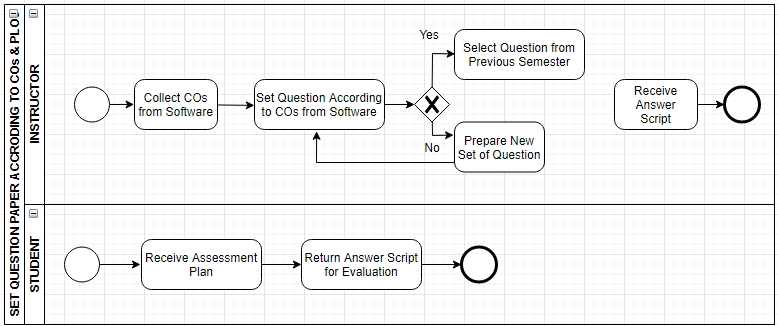 SET QUESTION PAPER ACCRODING TO COs & PLO
INSTRUCTOR
Collect COs
from Software
Set Question According
to COs from Software
Yes
Select Question from
Previous Semester
No
Prepare New
Set of Question
Receive
Answer
Script
STUDENT
Receive Assessment
Plan
Return Answer Script
for Evaluation